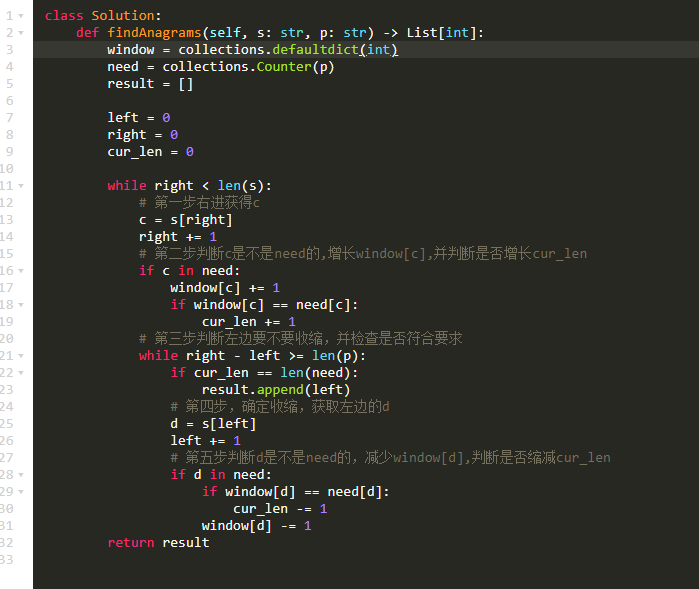 1 class Solution:
2     def findAnagrams(self, s: str, p: str) -> List[int]:
3         window = collections.defaultdict(int)
4         need = collections.Counter(p)
5         result = []
6
7         left = 0
8         right = 0
9         cur_len = 0
10
11         while right < len(s):
12             # 第一步右进获得c
13             c = s[right]
14             right += 1
15             # 第二步判断c是不是need的,增长window[c],并判断是否增长cur_len
16             if c in need:
17                 window[c] += 1
18                 if window[c] == need[c]:
19                     cur_len += 1
20             # 第三步判断左边要不要收缩，并检查是否符合要求
21             while right - left >= len(p):
22                 if cur_len == len(need):
23                     result.append(left)
24                 # 第四步，确定收缩，获取左边的d
25                 d = s[left]
26                 left += 1
27                 # 第五步判断d是不是need的，减少window[d],判断是否缩减cur_len
28                 if d in need:
29                     if window[d] == need[d]:
30                         cur_len -= 1
31                     window[d] -= 1
32         return result
33